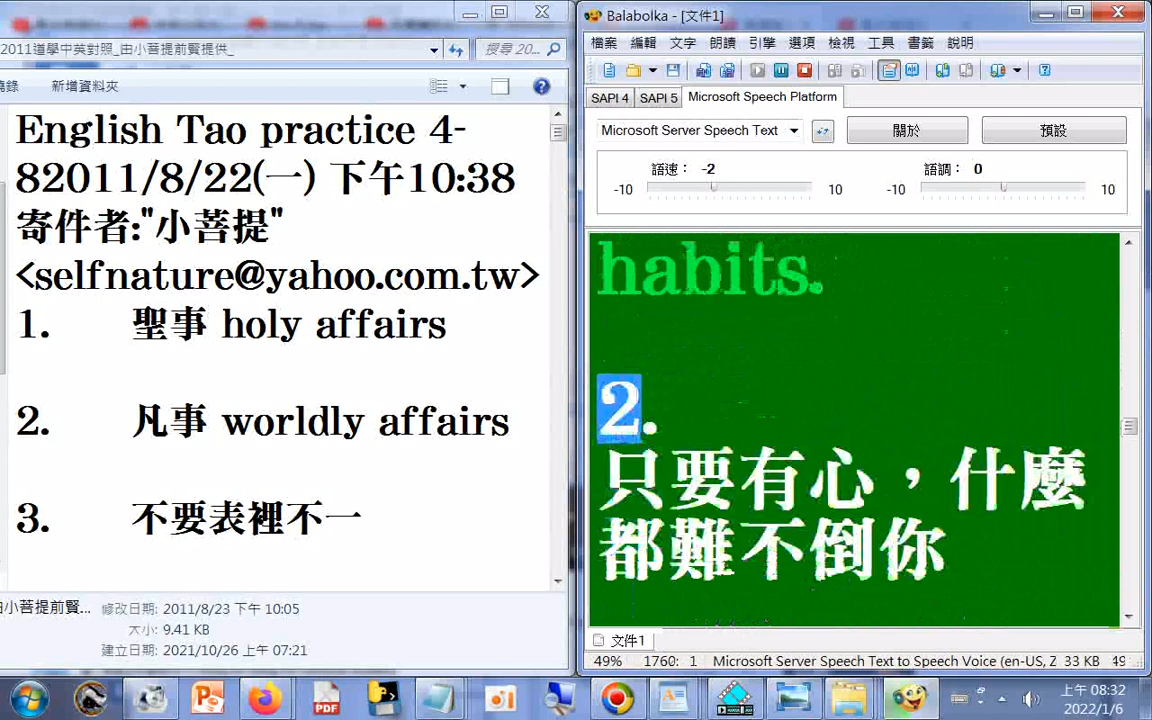 2011道學中英對照_由小菩提前賢提供_
搜尋 20...
新增資料夾
English Tao practice 4-
82011/8/22(一) 下午10:38
寄件者:"小菩提"
<selfnature@yahoo.com.tw>
1. 聖事 holy affairs
2. 凡事 worldly affairs
3. 不要表裡不一
由小菩提前賢... 修改日期: 2011/8/23 下午 10:05
大小: 9.41 KB
建立日期: 2021/10/26 上午 07:21
Balabolka - [文件1]
檔案 編輯 文字 朗讀 引擎 選項 檢視 工具 書籤 說明
SAPI 4 SAPI 5 Microsoft Speech Platform
Microsoft Server Speech Text 關於 預設
語速: -2 語調: 0
-10 10 -10 10
habits.
2.
只要有心，什麼
都難不倒你
文件1
49% 1760: 1 Microsoft Server Speech Text to Speech Voice (en-US, Z 33 KB 49
PDF
上午 08:32
2022/1/6